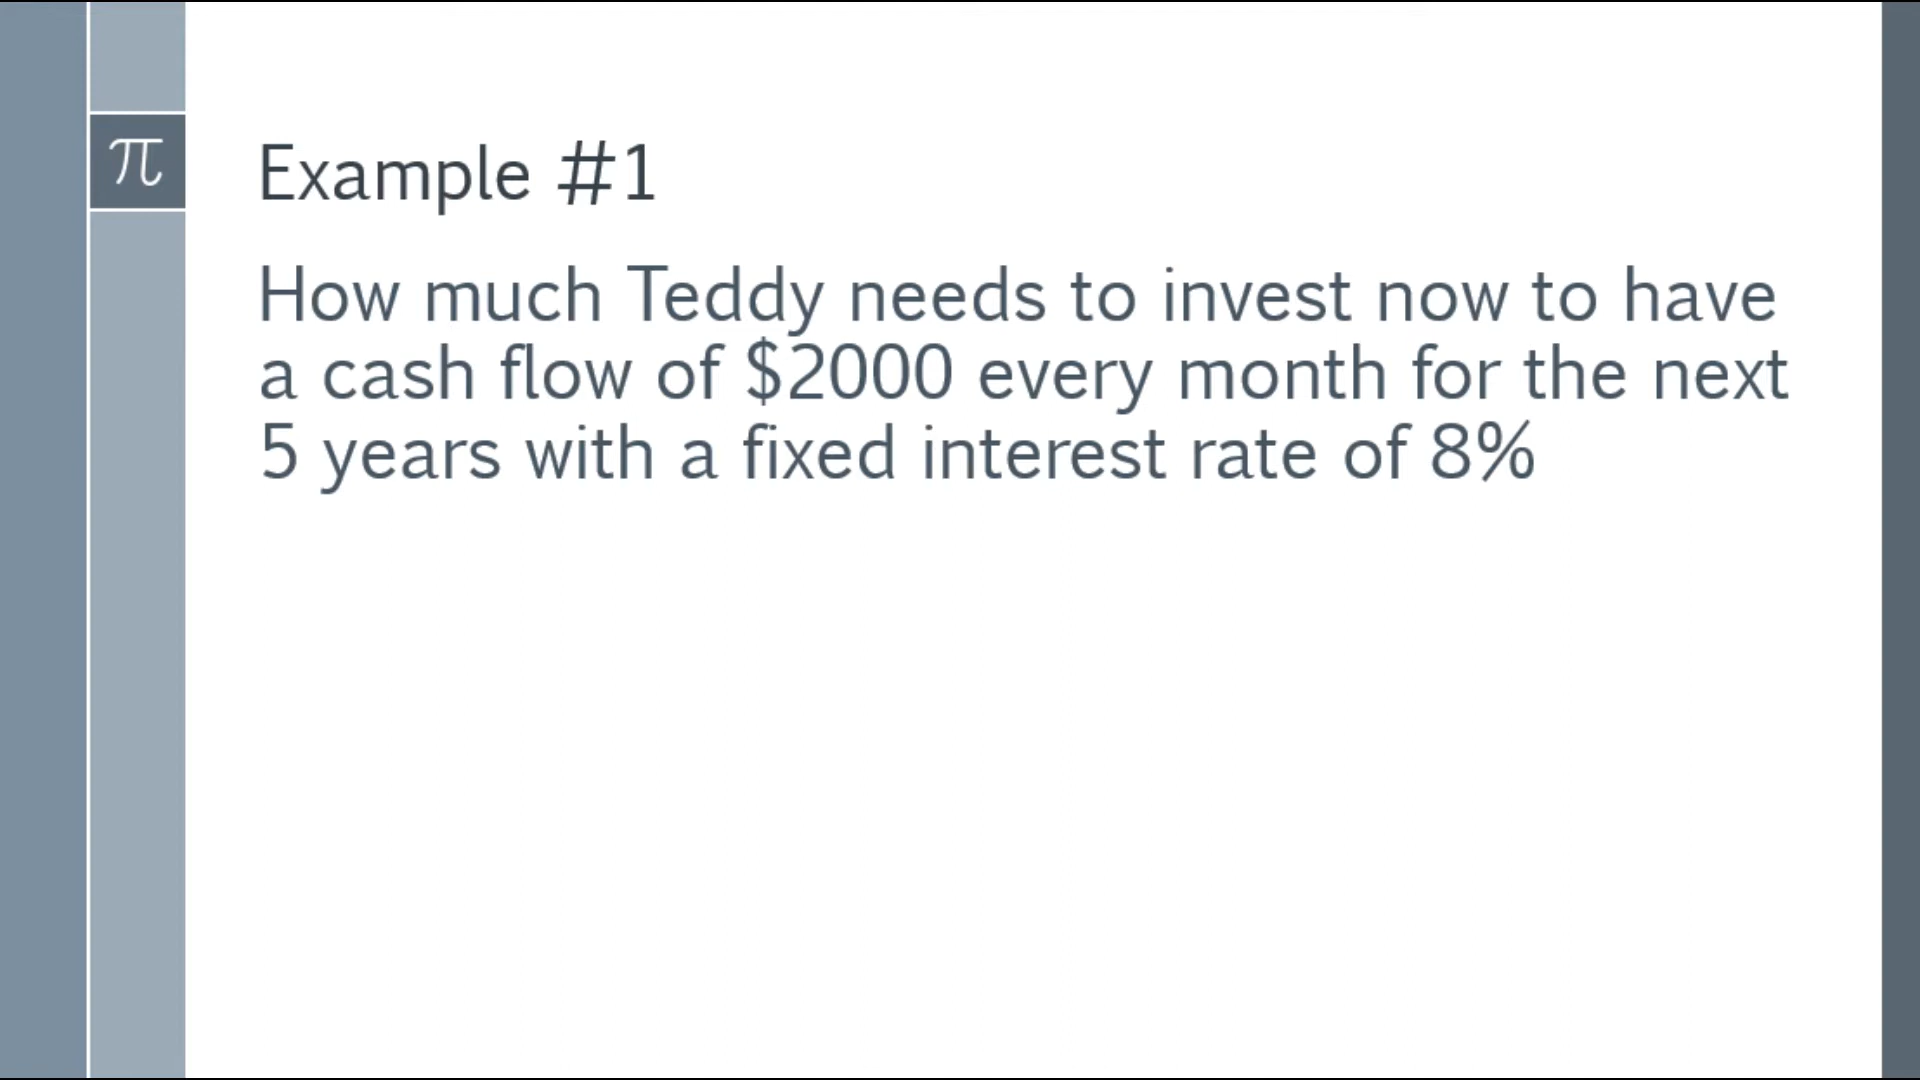 π
Example #1
How much Teddy needs to invest now to have
a cash flow of $2000 every month for the next
5 years with a fixed interest rate of 8%